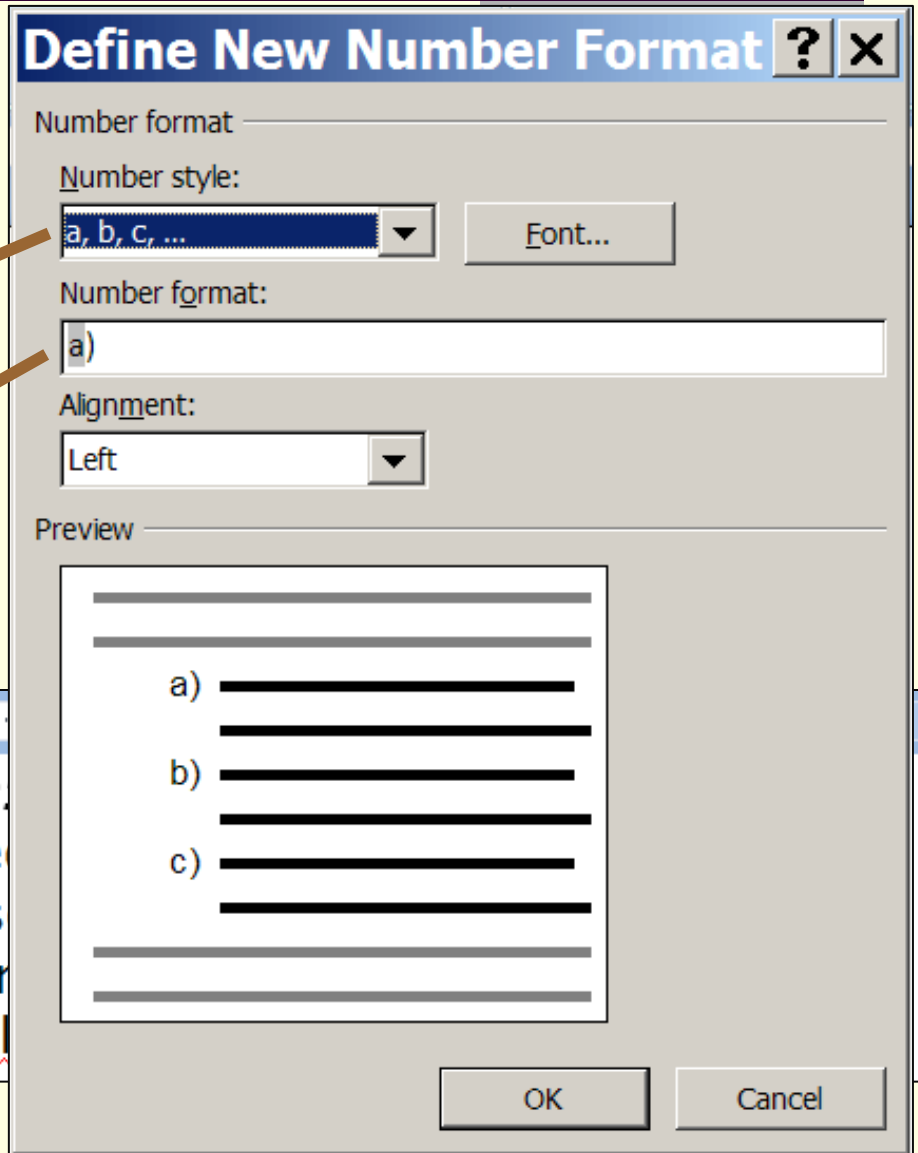 Define New Number Format ? ×
Number format
Number style:
a, b, c, ...
Font...
Number format:
a)
Alignment:
Left
Preview
a)
b)
c)
OK
Cancel